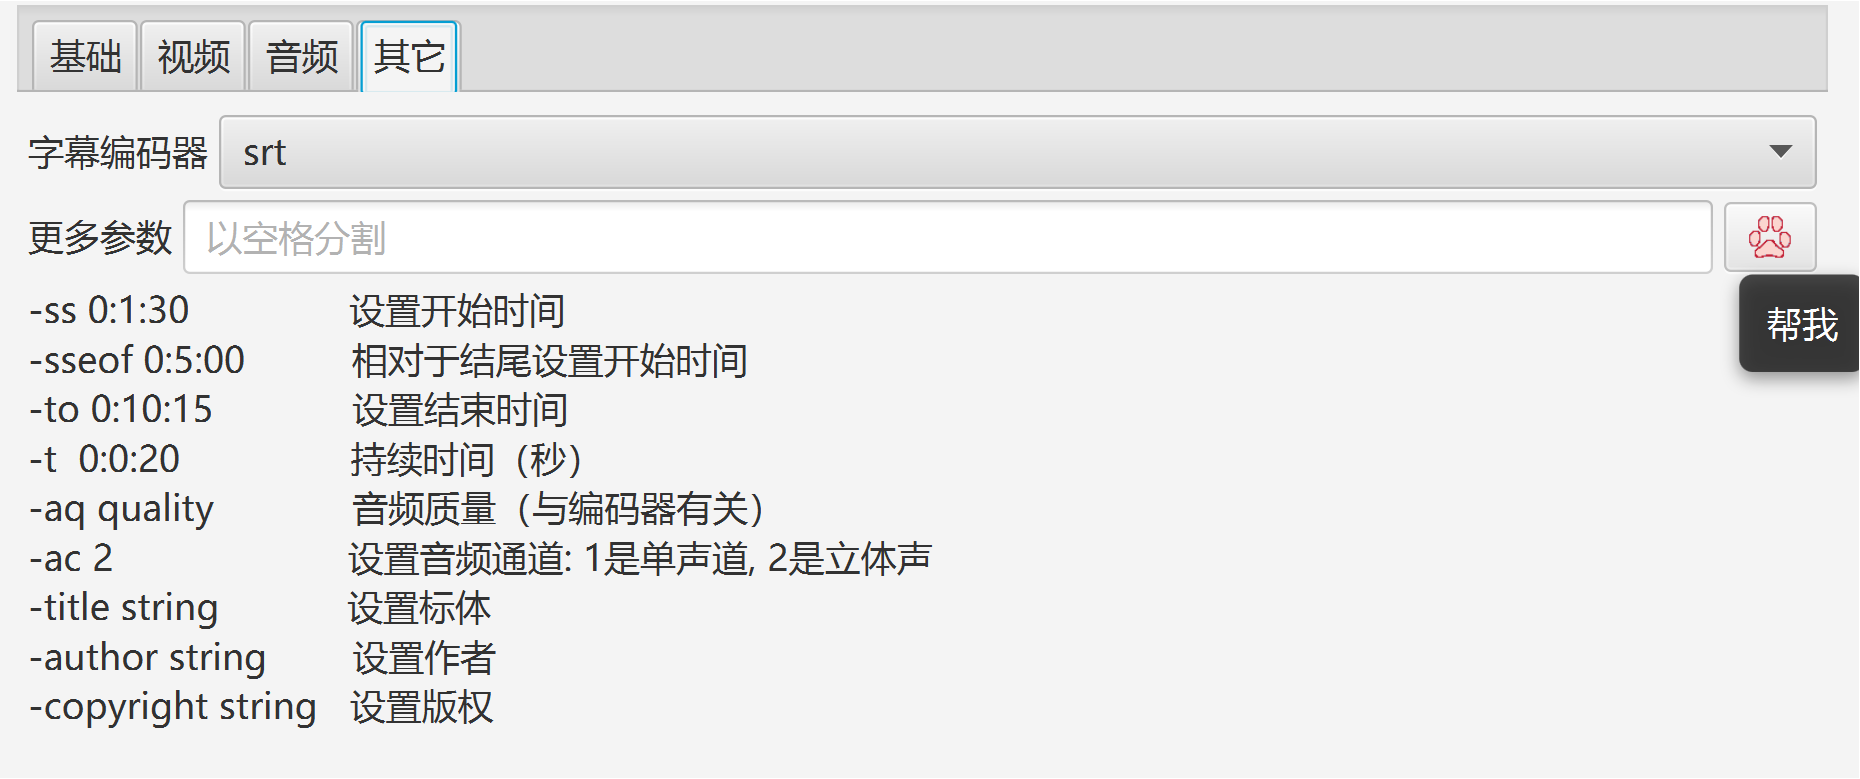 基础 视频 音频 其它
字幕编码器 srt
更多参数 以空格分割
帮我
-ss 0:1:30 设置开始时间
-sseof 0:5:00 相对于结尾设置开始时间
-to 0:10:15 设置结束时间
-t 0:0:20 持续时间（秒）
-aq quality 音频质量（与编码器有关）
-ac 2 设置音频通道: 1是单声道, 2是立体声
-title string 设置标体
-author string 设置作者
-copyright string 设置版权